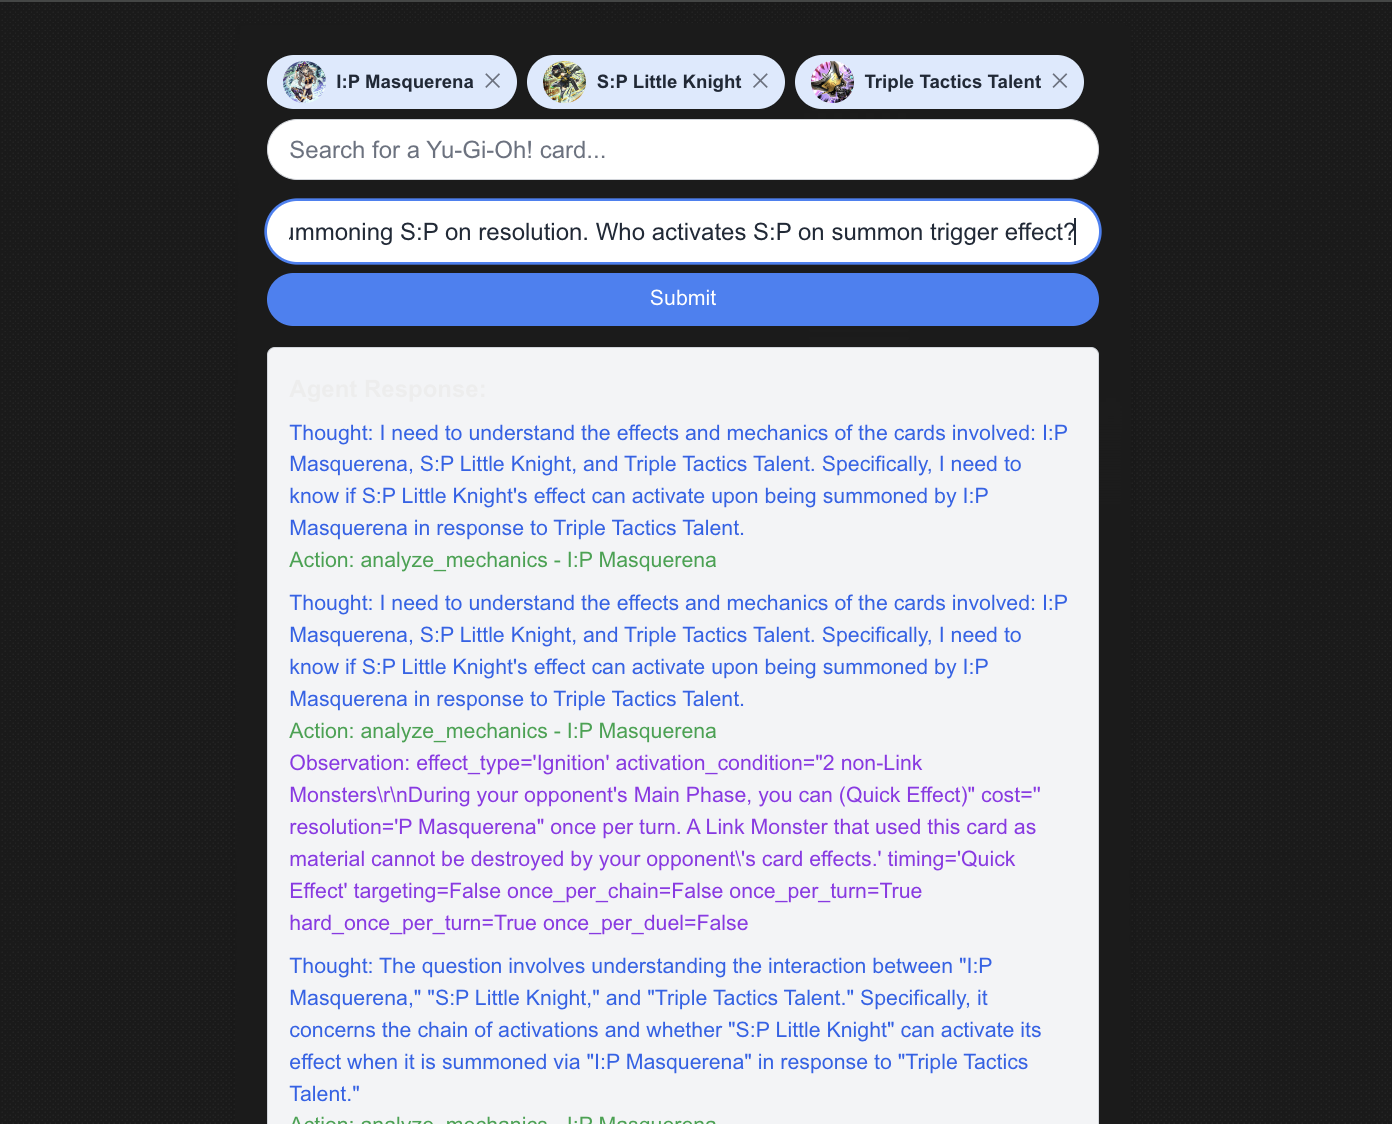 I:P Masquerena
S:P Little Knight
Triple Tactics Talent
Search for a Yu-Gi-Oh! card...
summoning S:P on resolution. Who activates S:P on summon trigger effect?
Submit
Agent Response:
Thought: I need to understand the effects and mechanics of the cards involved: I:P
Masquerena, S:P Little Knight, and Triple Tactics Talent. Specifically, I need to
know if S:P Little Knight's effect can activate upon being summoned by I:P
Masquerena in response to Triple Tactics Talent.
Action: analyze_mechanics - I:P Masquerena
Thought: I need to understand the effects and mechanics of the cards involved: I:P
Masquerena, S:P Little Knight, and Triple Tactics Talent. Specifically, I need to
know if S:P Little Knight's effect can activate upon being summoned by I:P
Masquerena in response to Triple Tactics Talent.
Action: analyze_mechanics - I:P Masquerena
Observation: effect_type='Ignition' activation_condition="2 non-Link
Monsters\r\nDuring your opponent's Main Phase, you can (Quick Effect)" cost=''
resolution='P Masquerena" once per turn. A Link Monster that used this card as
material cannot be destroyed by your opponent\'s card effects.' timing='Quick
Effect' targeting=False once_per_chain=False once_per_turn=True
hard_once_per_turn=True once_per_duel=False
Thought: The question involves understanding the interaction between "I:P
Masquerena," "S:P Little Knight," and "Triple Tactics Talent." Specifically, it
concerns the chain of activations and whether "S:P Little Knight" can activate its
effect when it is summoned via "I:P Masquerena" in response to "Triple Tactics
Talent."
Action: analyze_mechanics - I:P Masquerena